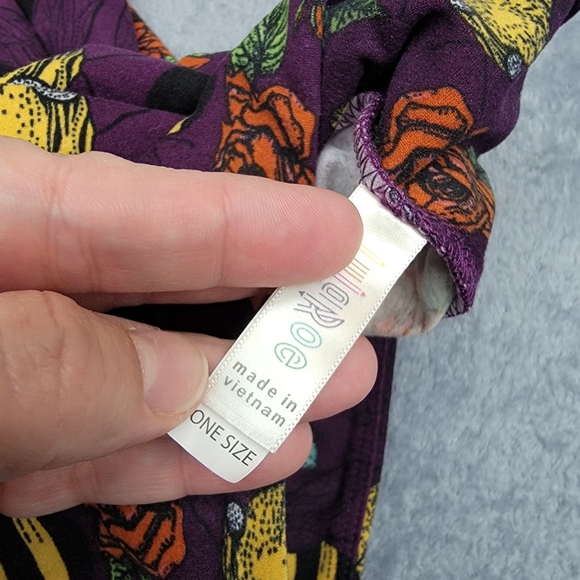 LuLaRoe
made in
vietnam
ONE SIZE